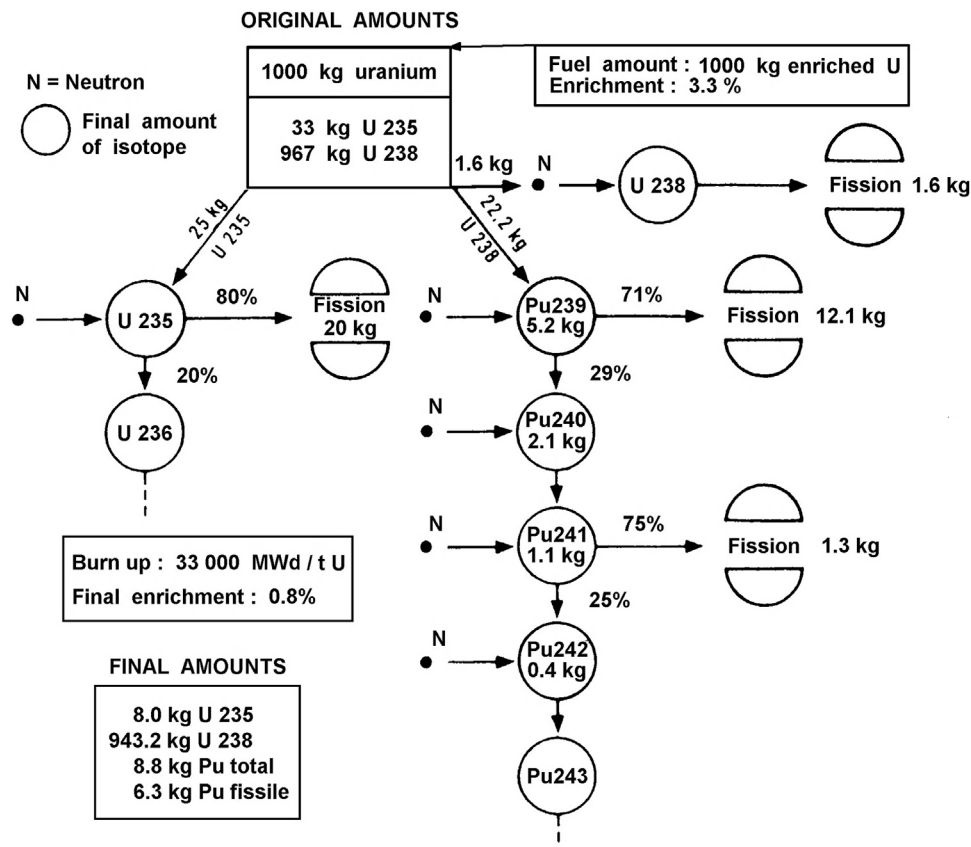 ORIGINAL AMOUNTS
1000 kg uranium
33 kg U 235
967 kg U 238
Fuel amount : 1000 kg enriched U
Enrichment : 3.3 %
N = Neutron
Final amount
of isotope
1.6 kg
N
U 238
Fission 1.6 kg
25 kg
U 235
22,2 kg
U 238
N
U 235
80%
Fission
20 kg
20%
U 236
N
Pu239
5.2 kg
71%
Fission 12.1 kg
29%
N
Pu240
2.1 kg
N
Pu241
1.1 kg
75%
Fission 1.3 kg
25%
N
Pu242
0.4 kg
Pu243
Burn up : 33 000 MWd / t U
Final enrichment : 0.8%
FINAL AMOUNTS
8.0 kg U 235
943.2 kg U 238
8.8 kg Pu total
6.3 kg Pu fissile